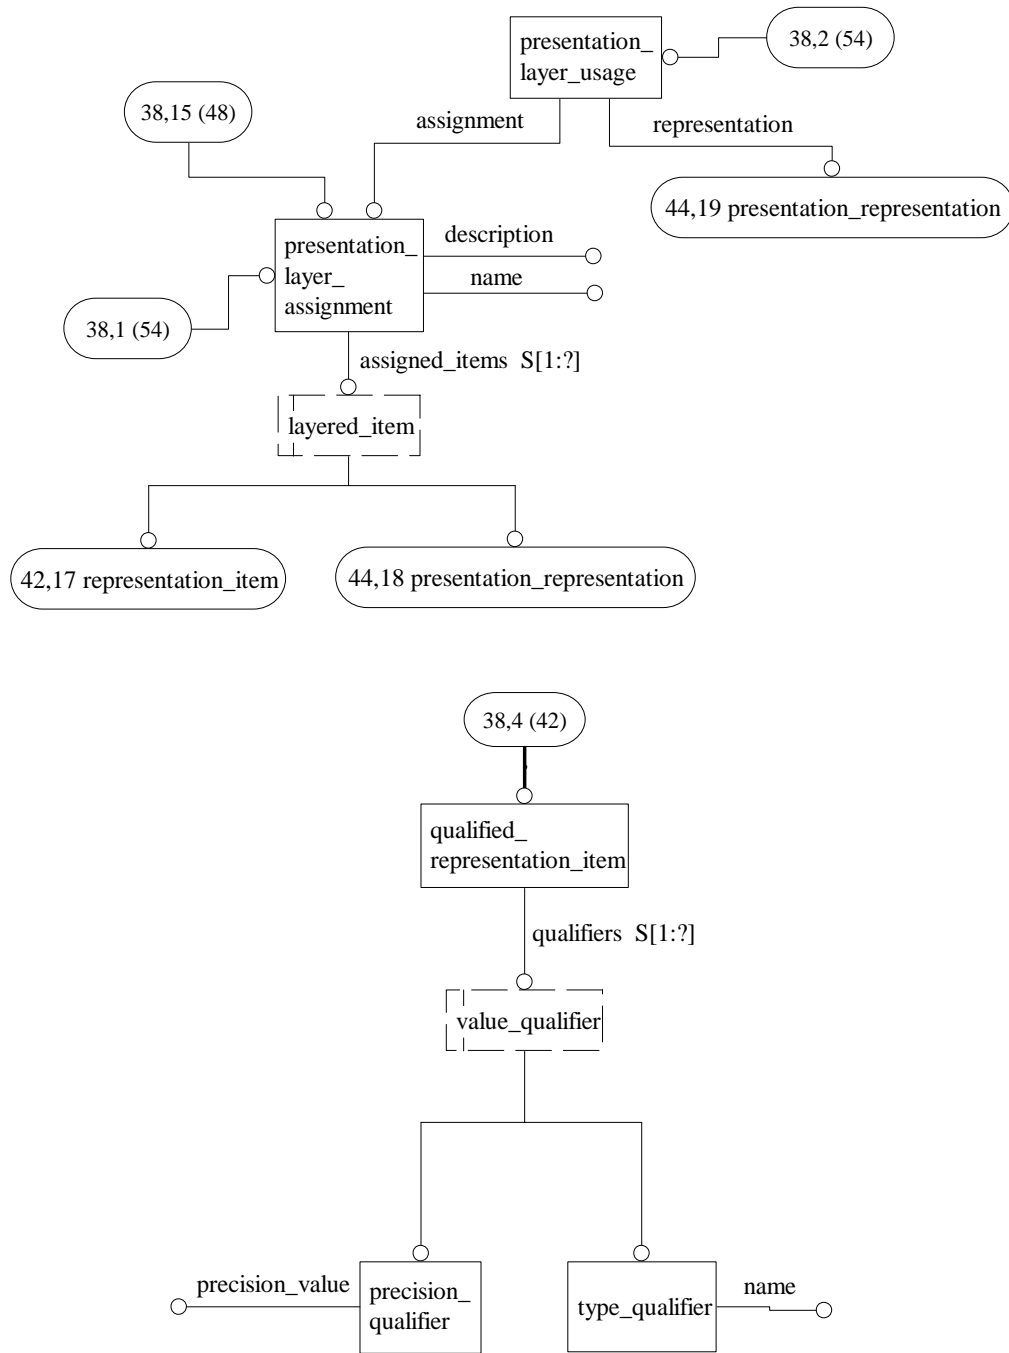 presentation_
layer_usage
38,2 (54)
38,15 (48)
assignment
representation
44,19 presentation_representation
presentation_
layer_
assignment
description
name
38,1 (54)
assigned_items  S[1:?]
layered_item
42,17 representation_item
44,18 presentation_representation
38,4 (42)
qualified_
representation_item
qualifiers  S[1:?]
value_qualifier
precision_value
precision_
qualifier
type_qualifier
name